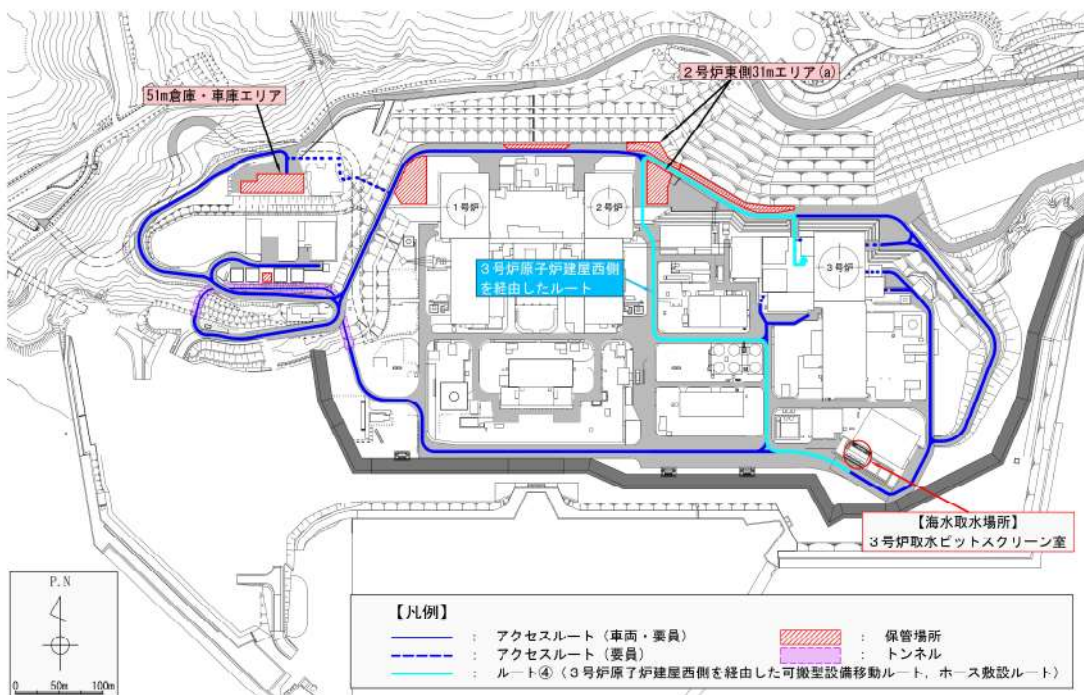 51m倉庫・車庫エリア
2号炉東側31mエリア(a)
1号炉
2号炉
3号炉
3号炉原子炉建屋西側
を経由したルート
【海水取水場所】
3号炉取水ピットスクリーン室
P.N
0 50m 100m
【凡例】
: アクセスルート(車両・要員)
: アクセスルート(要員)
: ルート④(3号炉原子炉建屋西側を経由した可搬型設備移動ルート,ホース敷設ルート)
: 保管場所
: トンネル